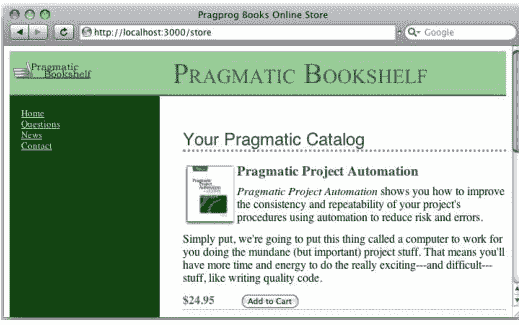 Pragprog Books Online Store
http://localhost:3000/store
Google
Pragmatic
Bookshelf
PRAGMATIC BOOKSHELF
Home
Questions
News
Contact
Your Pragmatic Catalog
Pragmatic
Project
Automation
Pragmatic Project Automation
Pragmatic Project Automation shows you how to improve
the consistency and repeatability of your project's
procedures using automation to reduce risk and errors.
Simply put, we're going to put this thing called a computer to work for
you doing the mundane (but important) project stuff. That means you'll
have more time and energy to do the really exciting---and difficult---
stuff, like writing quality code.
$24.95 Add to Cart